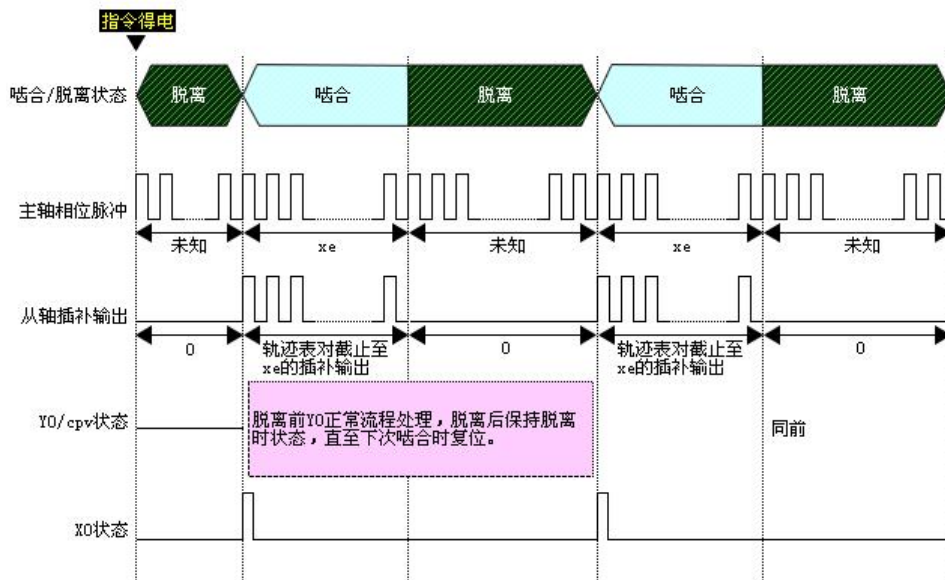 指令得电
啮合/脱离状态
脱离
啮合
脱离
啮合
脱离
主轴相位脉冲
未知
xe
未知
xe
未知
从轴插补输出
0
轨迹表对截止至
xe的插补输出
0
轨迹表对截止至
xe的插补输出
0
Y0/cpv状态
脱离前Y0正常流程处理，脱离后保持脱离
时状态，直至下次啮合时复位。
同前
X0状态